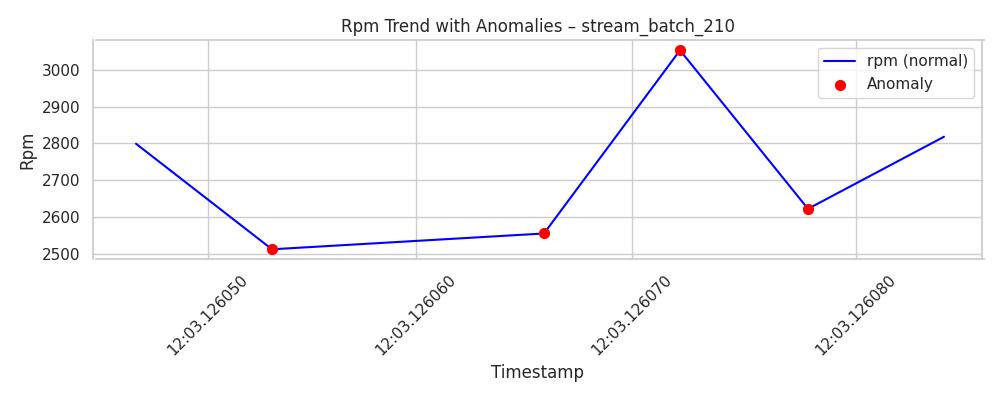 Rpm Trend with Anomalies – stream_batch_210
rpm (normal)
Anomaly
Rpm
3000
2900
2800
2700
2600
2500
12:03.126050
12:03.126060
12:03.126070
12:03.126080
Timestamp